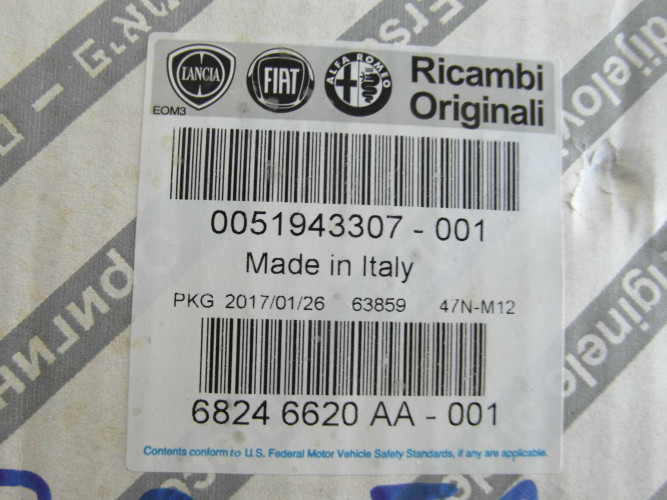 LANCIA
FIAT
ALFA ROMEO
Ricambi
Originali
EOM3
0051943307 - 001
Made in Italy
PKG 2017/01/26 63859 47N-M12
6824 6620 AA - 001
Contents conform to U.S. Federal Motor Vehicle Safety Standards, if any are applicable.